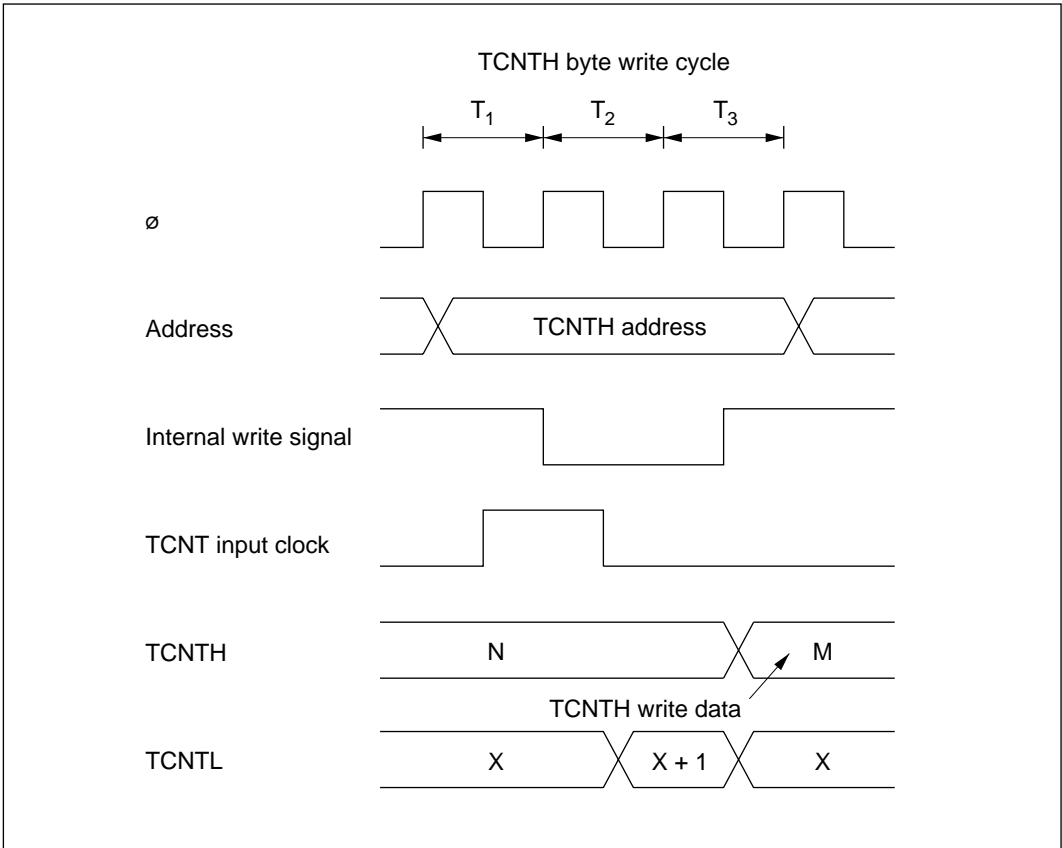 TCNTH byte write cycle
T1 T2 T3
ø
Address TCNTH address
Internal write signal
TCNT input clock
TCNTH N M
TCNTH write data
TCNTL X X + 1 X